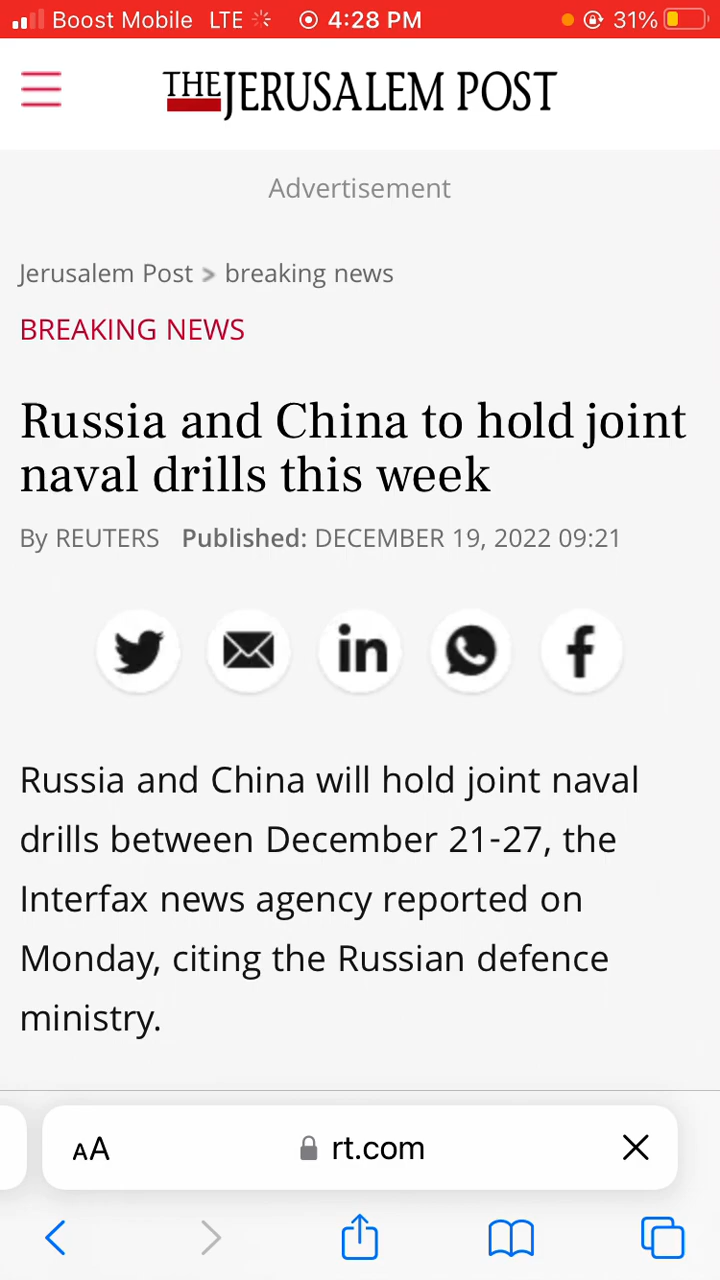 Boost Mobile LTE 4:28 PM 31%
THE JERUSALEM POST
Advertisement
Jerusalem Post > breaking news
BREAKING NEWS
Russia and China to hold joint
naval drills this week
By REUTERS Published: DECEMBER 19, 2022 09:21
in
Russia and China will hold joint naval
drills between December 21-27, the
Interfax news agency reported on
Monday, citing the Russian defence
ministry.
AA rt.com